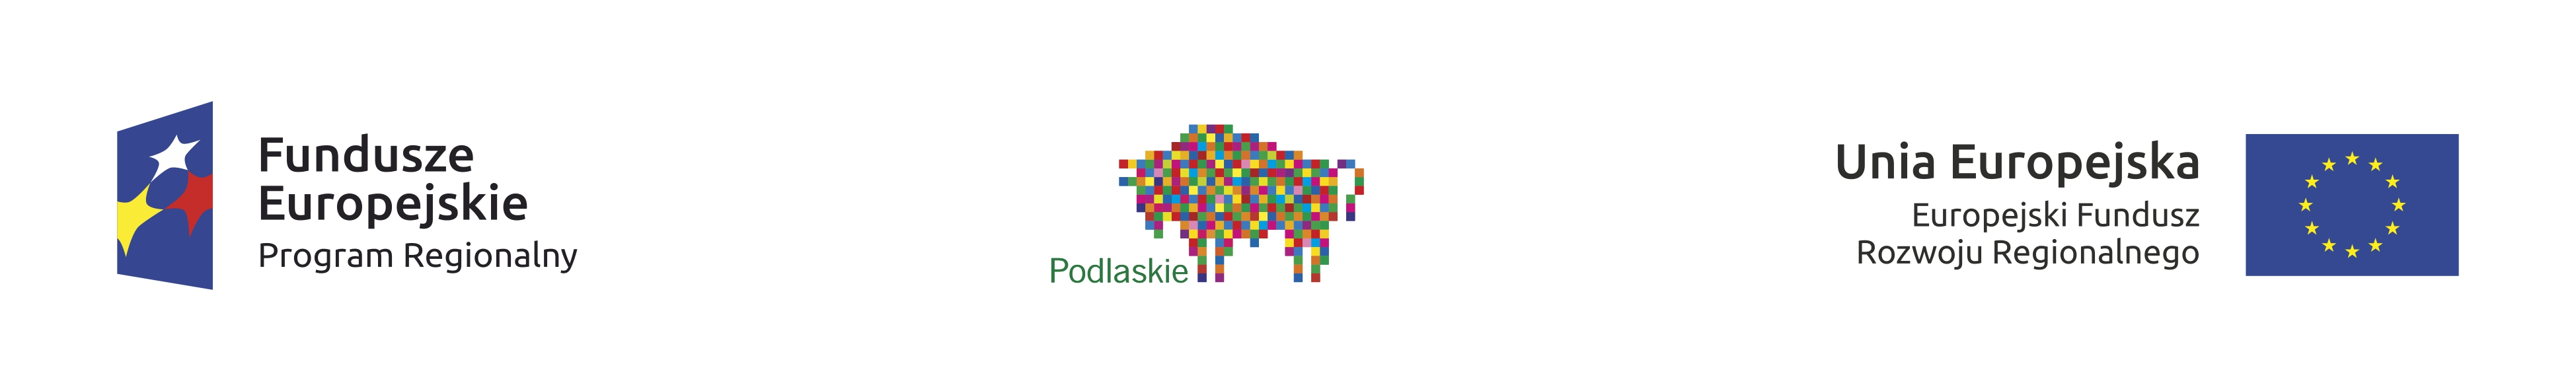 Fundusze
Europejskie
Program Regionalny
Podlaskie
Unia Europejska
Europejski Fundusz
Rozwoju Regionalnego